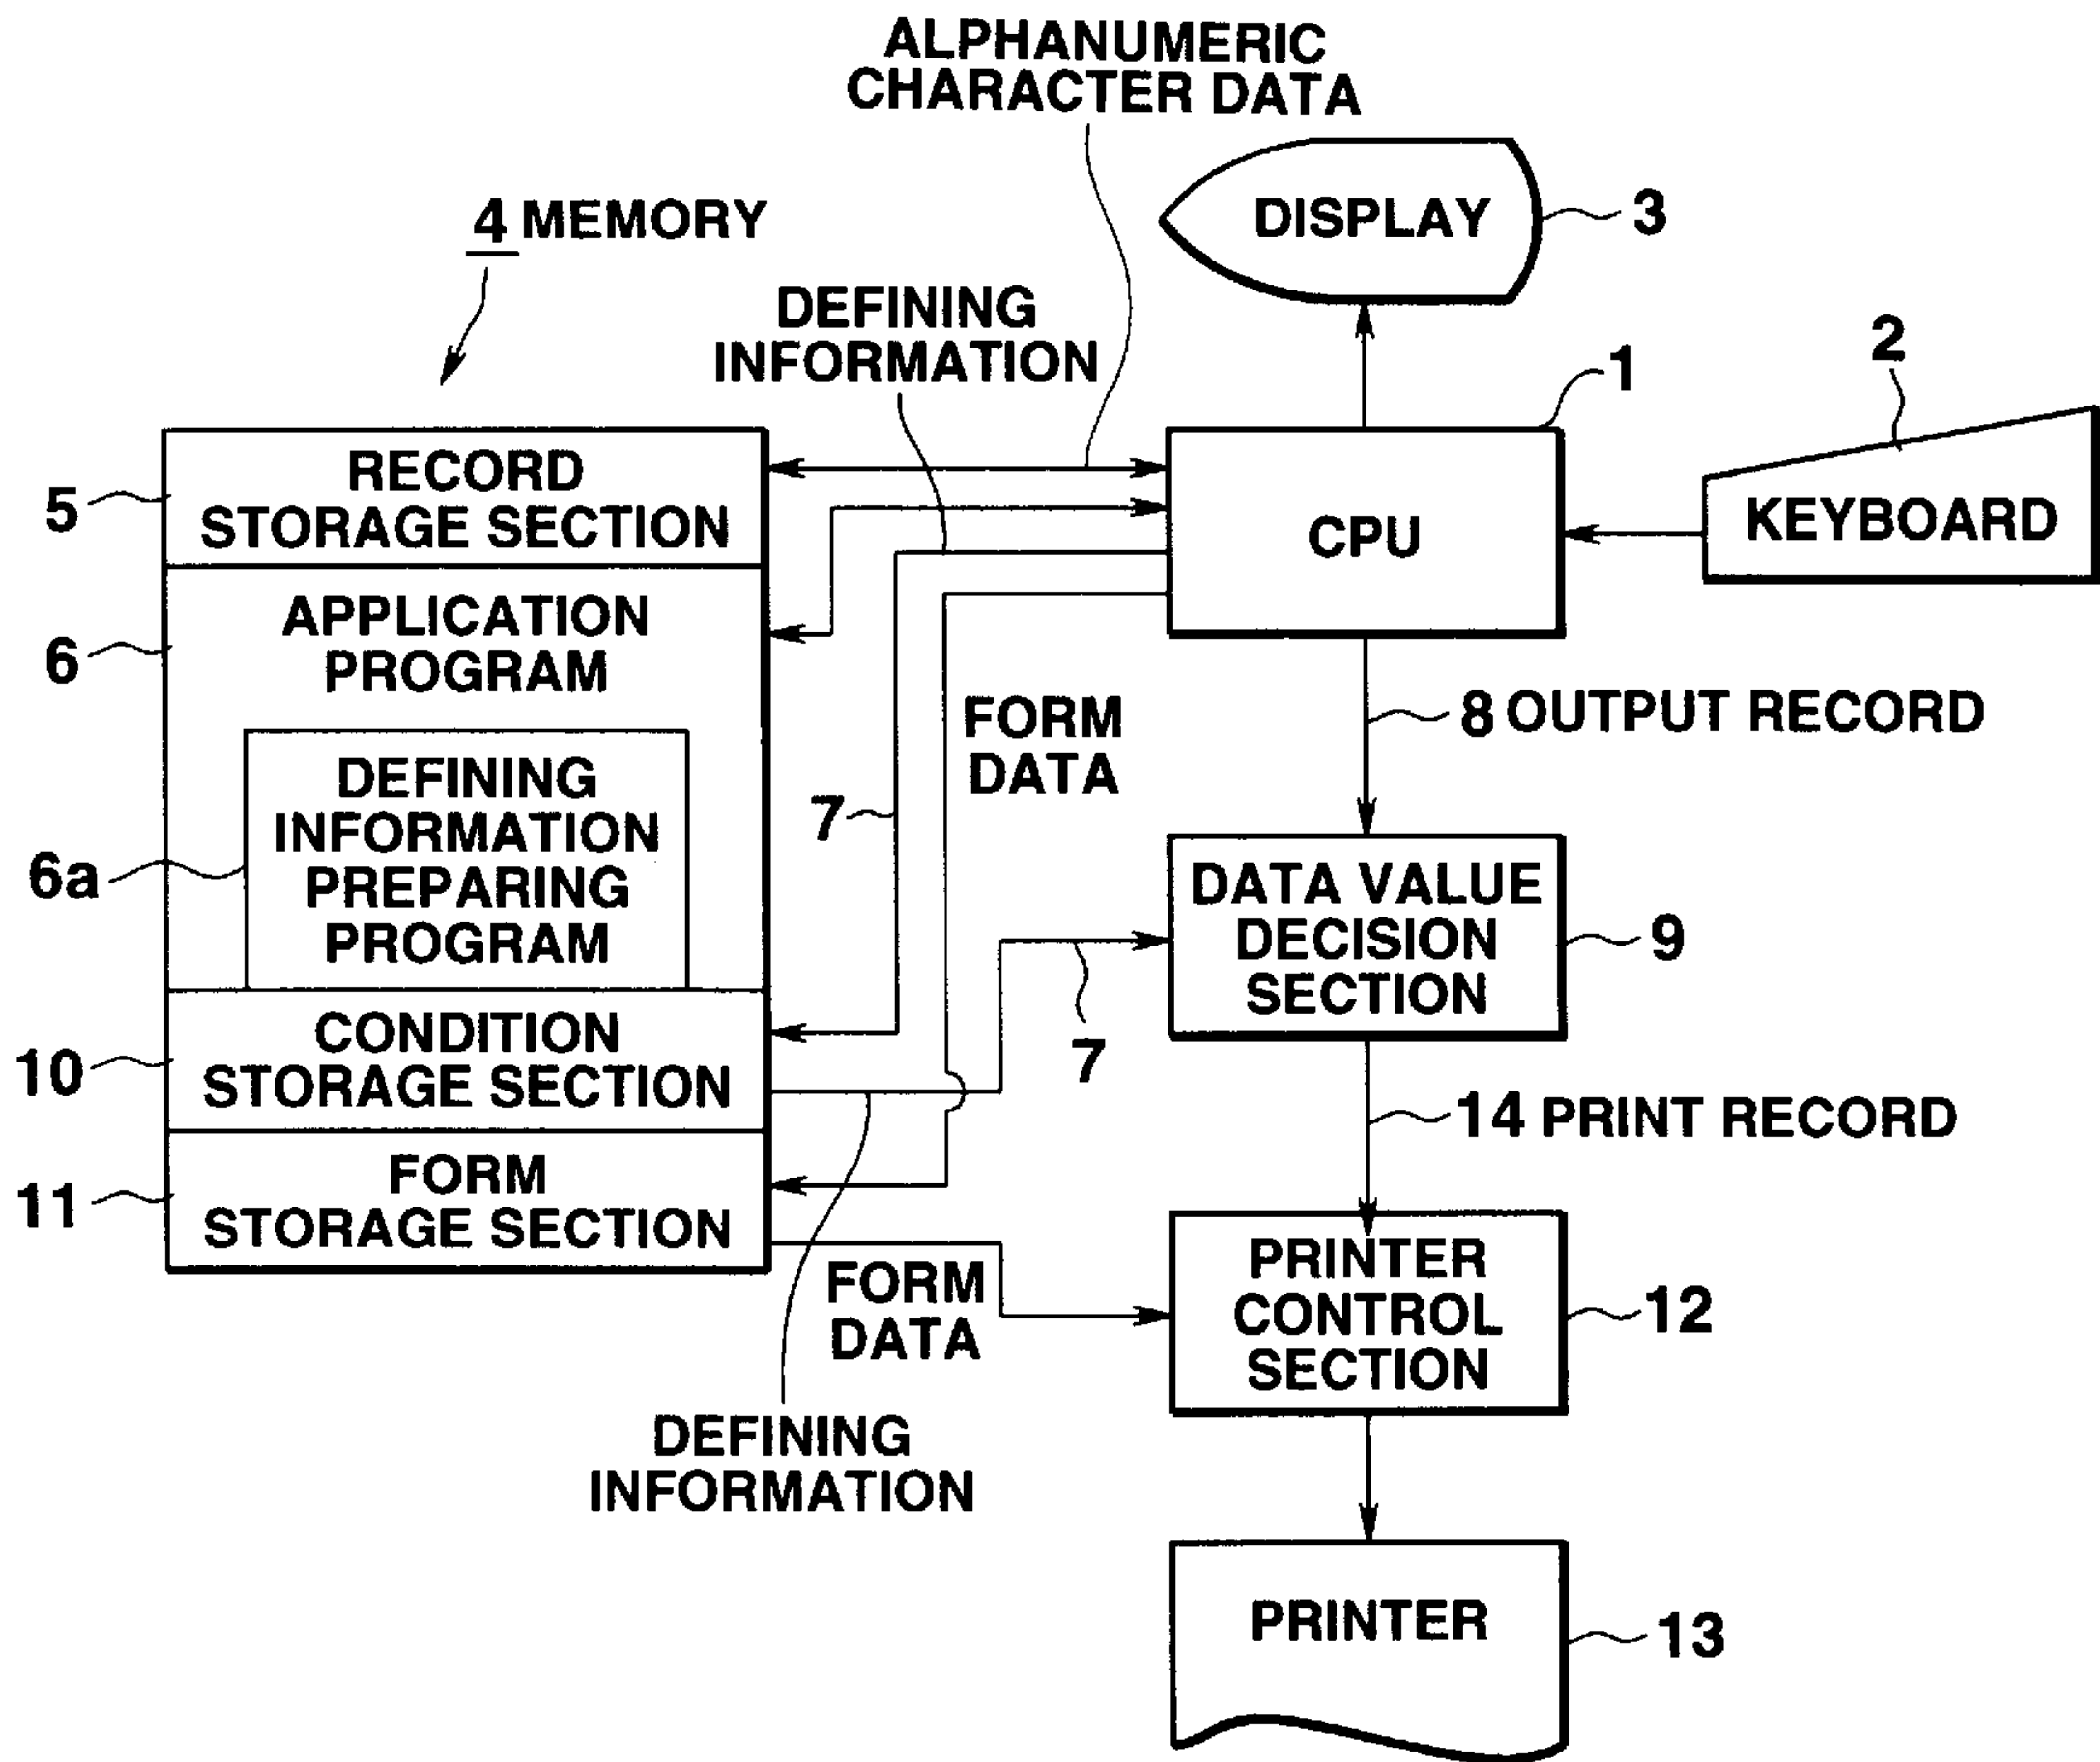 ALPHANUMERIC
CHARACTER DATA
DISPLAY
3
4 MEMORY
DEFINING
INFORMATION
1
2
RECORD
STORAGE SECTION
5
CPU
KEYBOARD
APPLICATION
PROGRAM
6
FORM
DATA
8 OUTPUT RECORD
DEFINING
INFORMATION
PREPARING
PROGRAM
6a
7
DATA VALUE
DECISION
SECTION
9
CONDITION
STORAGE SECTION
10
7
14 PRINT RECORD
FORM
STORAGE SECTION
11
FORM
DATA
PRINTER
CONTROL
SECTION
12
DEFINING
INFORMATION
PRINTER
13